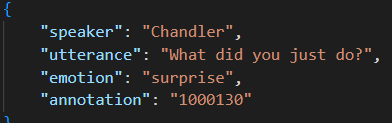 {
"speaker": "Chandler",
"utterance": "What did you just do?",
"emotion": "surprise",
"annotation": "1000130"
}